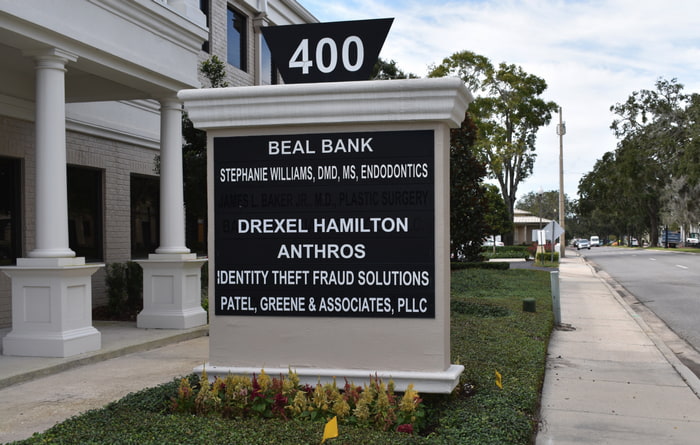 400
BEAL BANK
STEPHANIE WILLIAMS, DMD, MS, ENDODONTICS
JAMES L. BAKER JR., M.D., PLASTIC SURGERY
DREXEL HAMILTON
ANTHROS
IDENTITY THEFT FRAUD SOLUTIONS
PATEL, GREENE & ASSOCIATES, PLLC